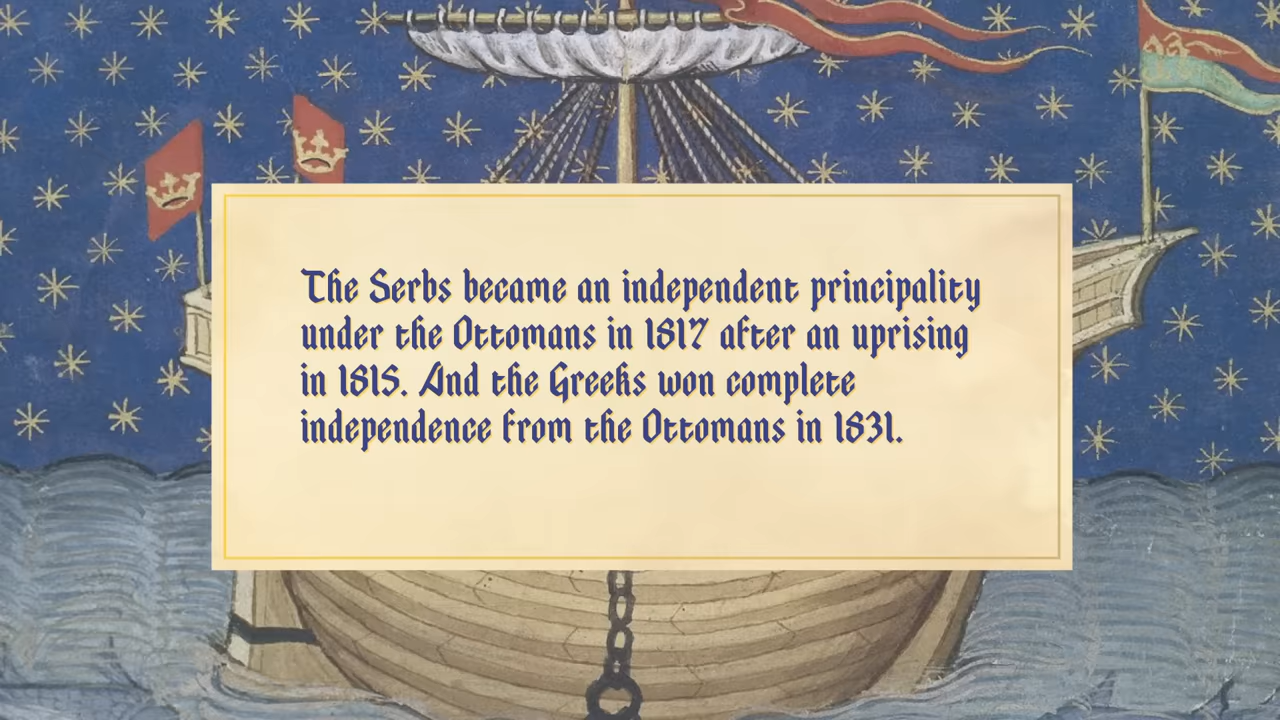 The Serbs became an independent principality
under the Ottomans in 1817 after an uprising
in 1815. And the Greeks won complete
independence from the Ottomans in 1831.